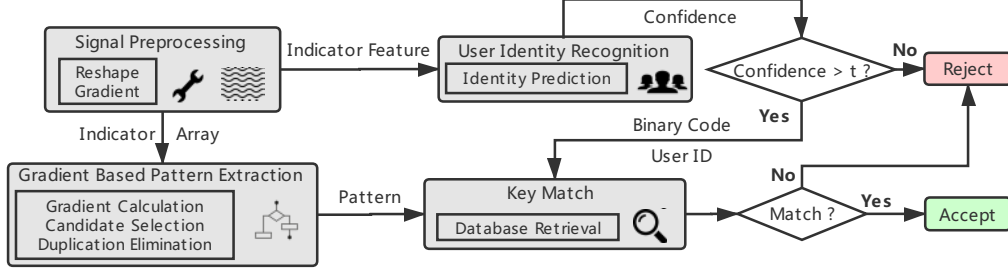 Confidence
Signal Preprocessing
Reshape
Gradient
Indicator Feature
User Identity Recognition
Identity Prediction
Confidence > t ?
No
Reject
Yes
Indicator Array
Binary Code
User ID
Gradient Based Pattern Extraction
Gradient Calculation
Candidate Selection
Duplication Elimination
Pattern
Key Match
Database Retrieval
No
Match ?
Yes
Accept